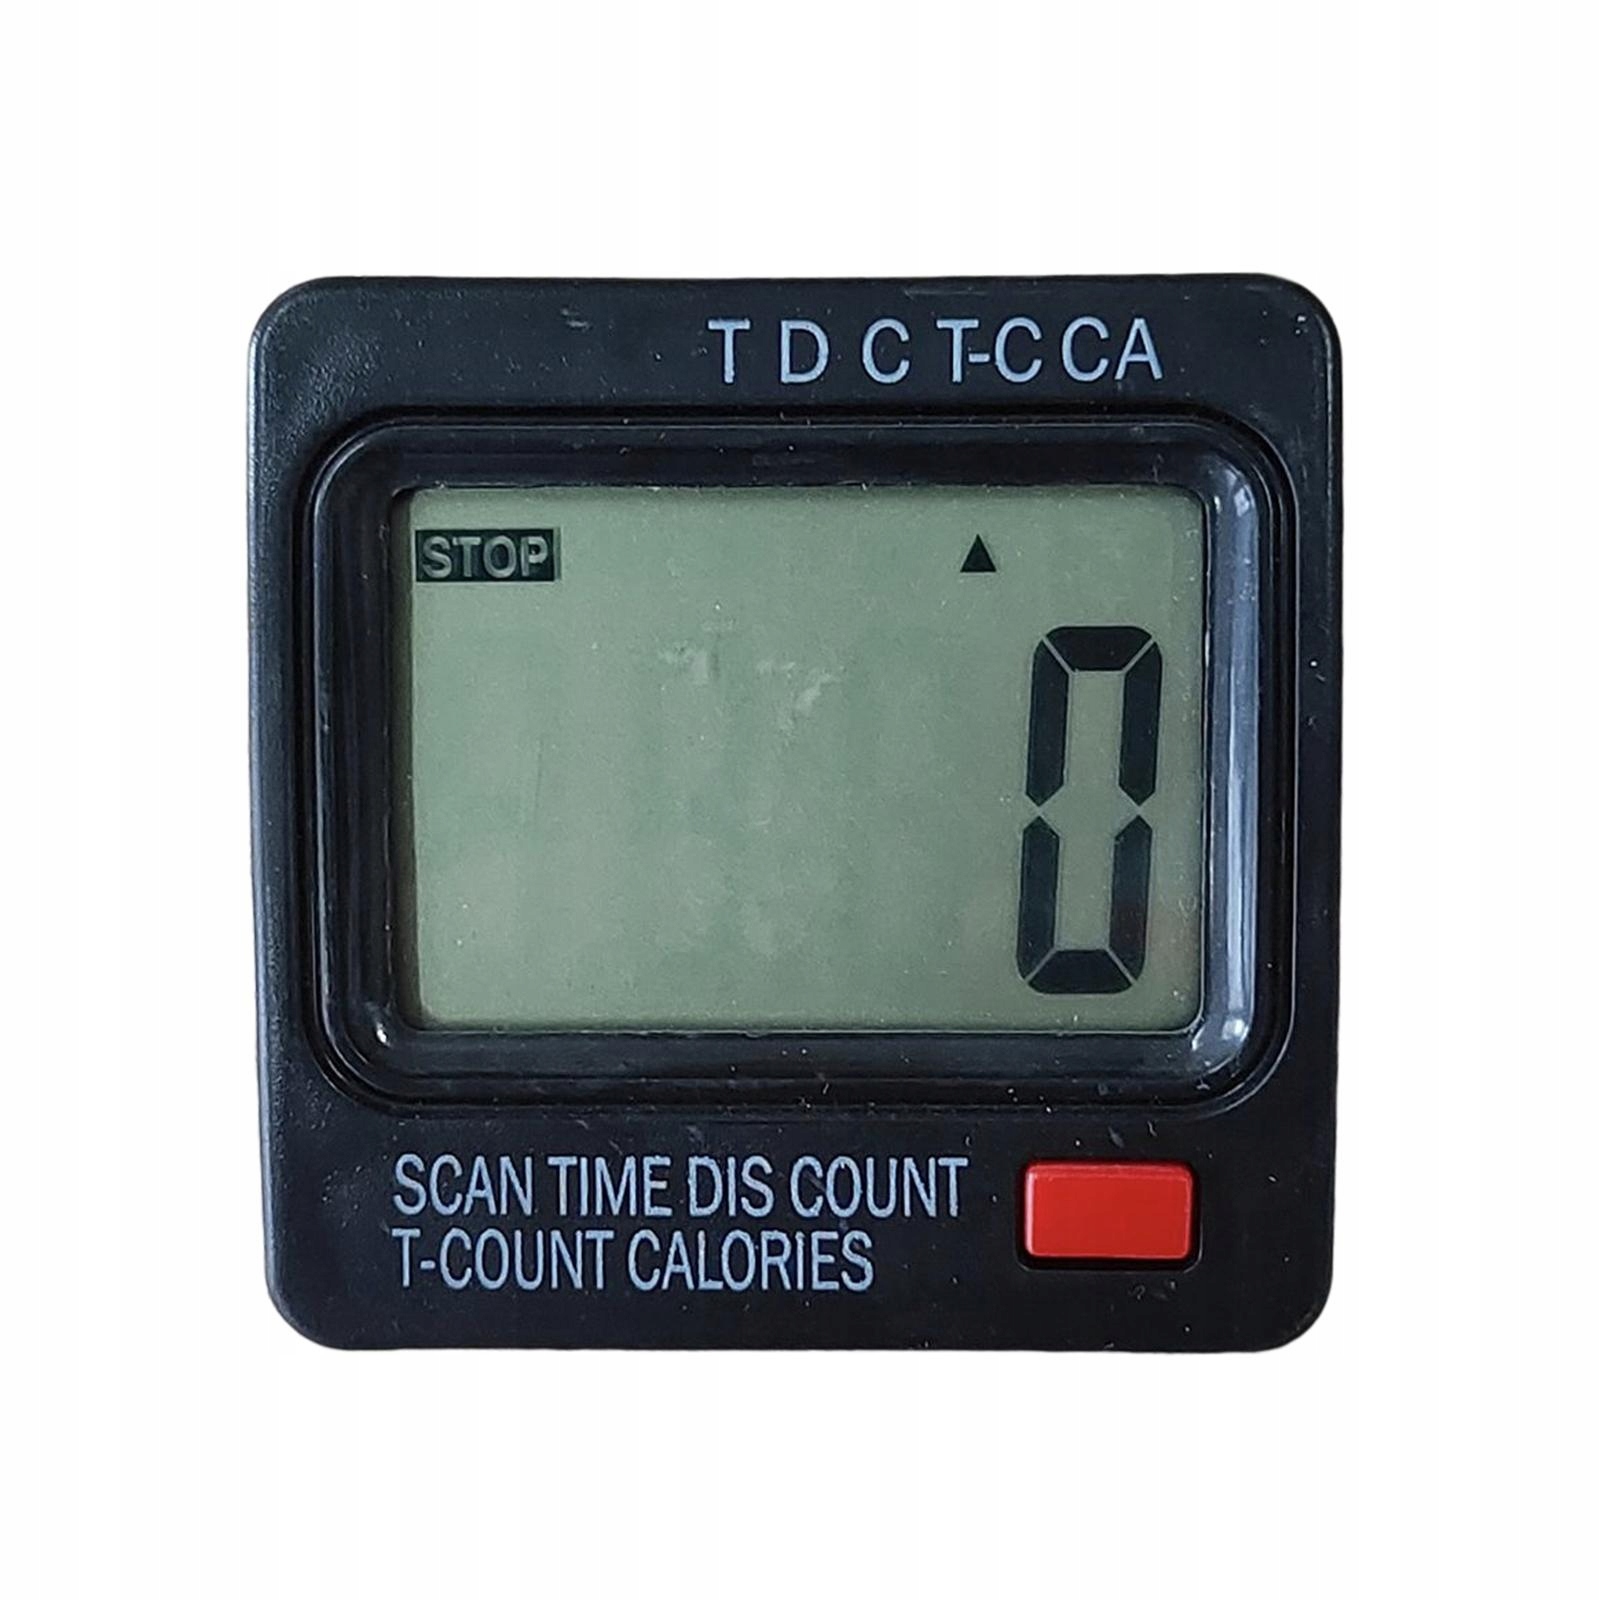 T D C T-C CA
STOP
0
SCAN TIME DIS COUNT
T-COUNT CALORIES